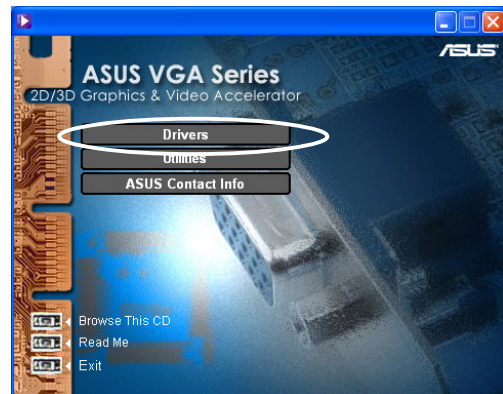 ASUS
ASUS VGA Series
2D/3D Graphics & Video Accelerator
Drivers
Utilities
ASUS Contact Info
Browse This CD
Read Me
Exit